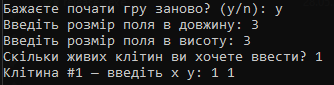 Бажаєте почати гру заново? (y/n): y
Введіть розмір поля в довжину: 3
Введіть розмір поля в висоту: 3
Скільки живих клітин ви хочете ввести? 1
Клітина #1 – введіть x y: 1 1